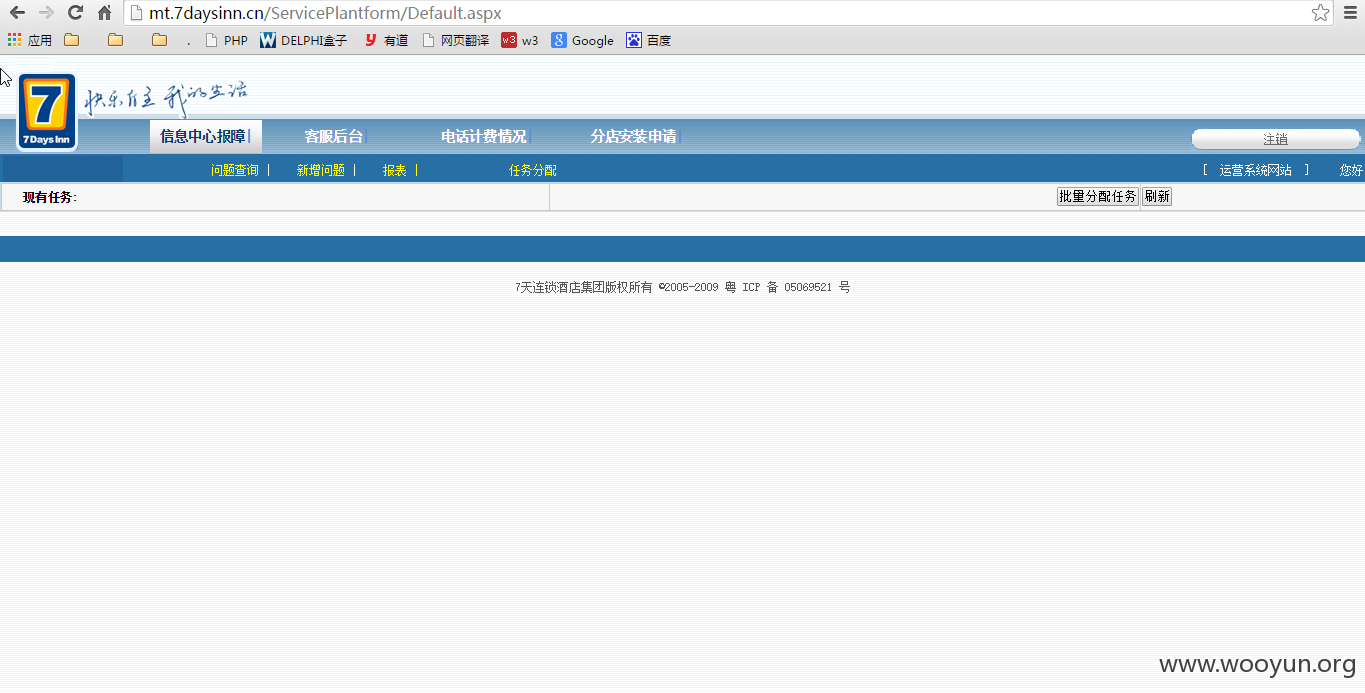 mt.7daysinn.cn/ServicePlantform/Default.aspx
应用 . PHP DELPHI盒子 有道 网页翻译 w3 w3 Google 百度
7 快乐自主 我的生活
7 Days Inn
信息中心报障| 客服后台| 电话计费情况| 分店安装申请| 注销
问题查询 | 新增问题 | 报表 | 任务分配 [ 运营系统网站 ] 您好
现有任务: 批量分配任务 刷新
7天连锁酒店集团版权所有 ©2005-2009 粤 ICP 备 05069521 号
www.wooyun.org